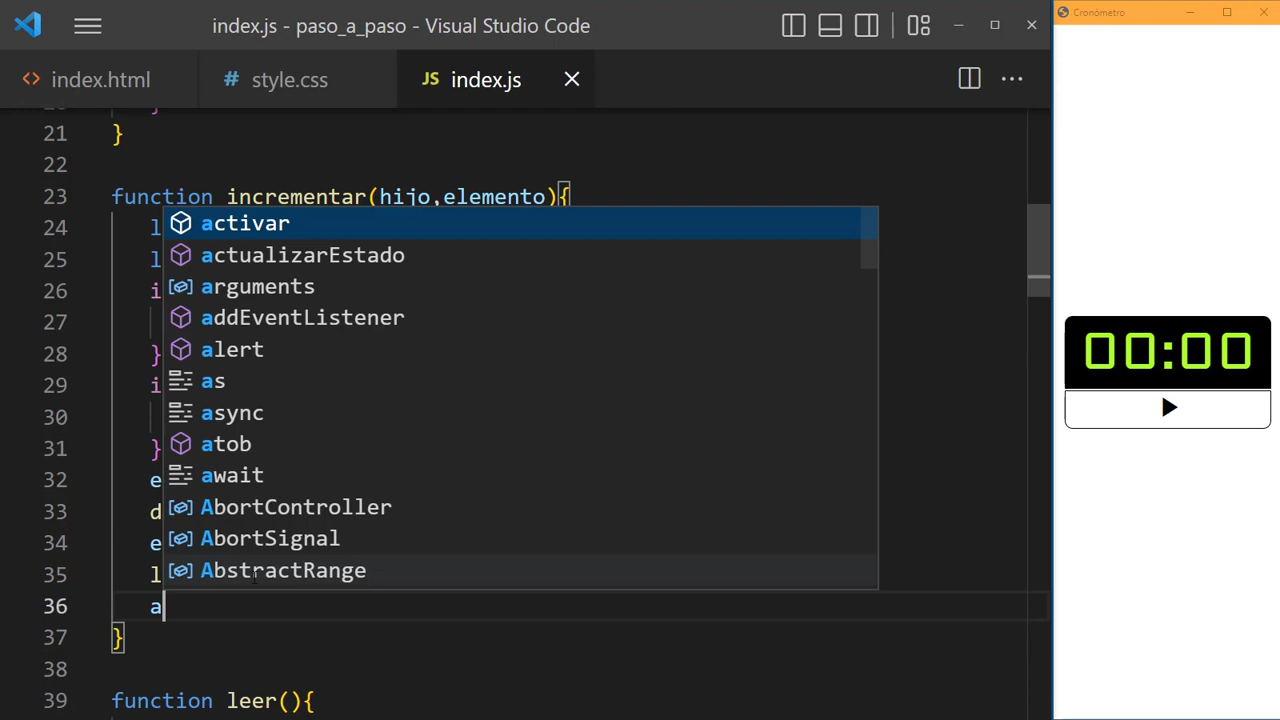 index.js - paso_a_paso - Visual Studio Code
index.html
# style.css
JS index.js
21 }
22
23 function incrementar(hijo,elemento){
24 l
25 l
26 i
27
28 }
29 i
30
31 }
32 e
33 d
34 e
35 l
36 a
37 }
38
39 function leer(){
activar
actualizarEstado
arguments
addEventListener
alert
as
async
atob
await
AbortController
AbortSignal
AbstractRange
Cronómetro
00:00